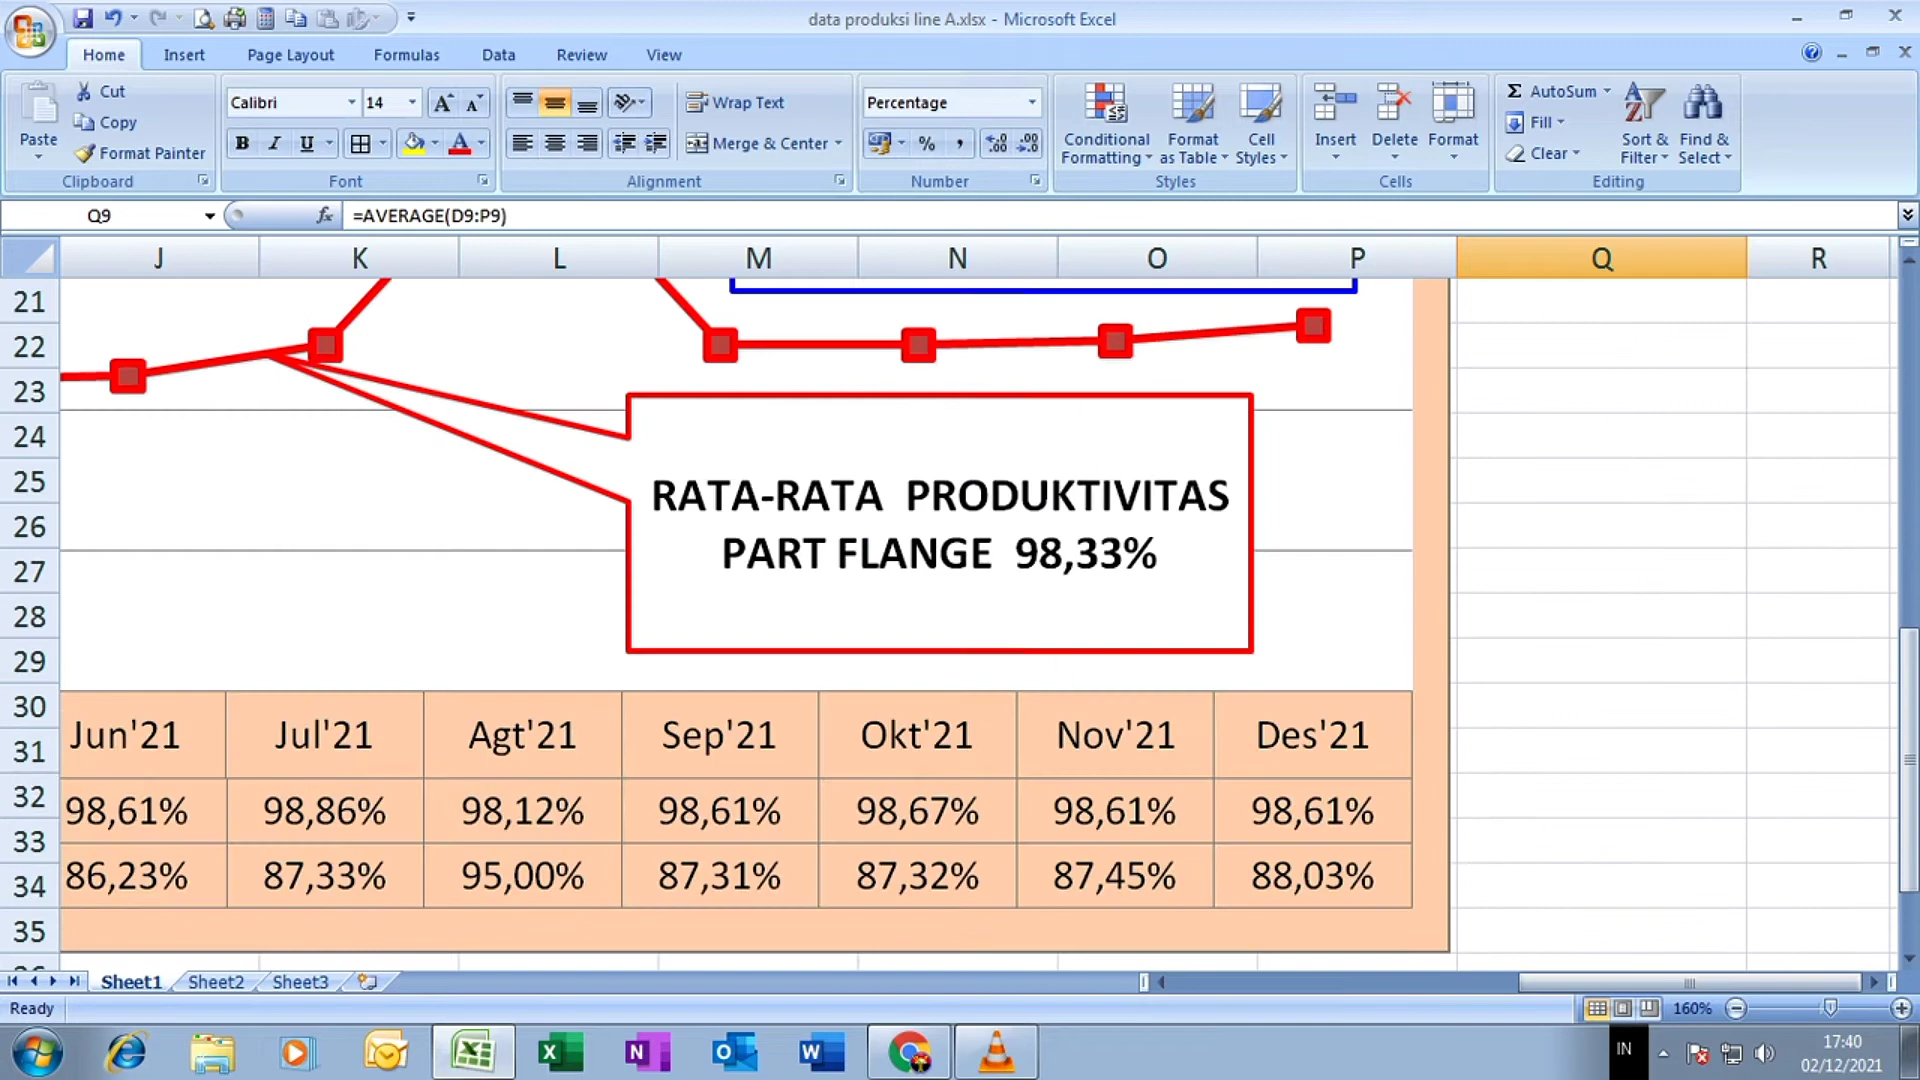 data produksi line A.xlsx - Microsoft Excel
Home Insert Page Layout Formulas Data Review View
Paste
Cut
Copy
Format Painter
Clipboard
Calibri 14
B I U
Font
Wrap Text
Merge & Center
Alignment
Percentage
Number
Conditional Formatting
Format as Table
Cell Styles
Styles
Insert Delete Format
Cells
AutoSum
Fill
Clear
Sort & Filter
Find & Select
Editing
Q9 fx =AVERAGE(D9:P9)
J K L M N O P Q R
21
22
23
24
25
26
27
28
29
30
31
32
33
34
35
RATA-RATA PRODUKTIVITAS
PART FLANGE 98,33%
Jun'21 Jul'21 Agt'21 Sep'21 Okt'21 Nov'21 Des'21
98,61% 98,86% 98,12% 98,61% 98,67% 98,61% 98,61%
86,23% 87,33% 95,00% 87,31% 87,32% 87,45% 88,03%
Sheet1 Sheet2 Sheet3
Ready 160%
IN 17:40
02/12/2021